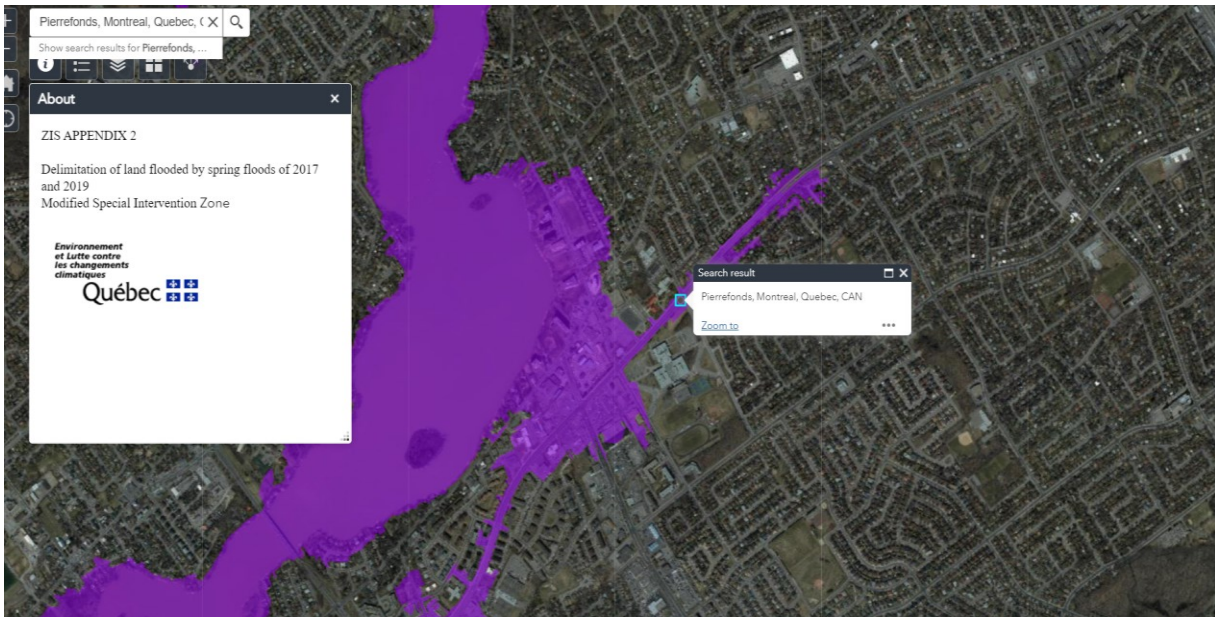 Pierrefonds, Montreal, Quebec, (
Show search results for Pierrefonds, ...
About
ZIS APPENDIX 2
Delimitation of land flooded by spring floods of 2017
and 2019
Modified Special Intervention Zone
Environnement
et Lutte contre
les changements
climatiques
Québec
Search result
Pierrefonds, Montreal, Quebec, CAN
Zoom to